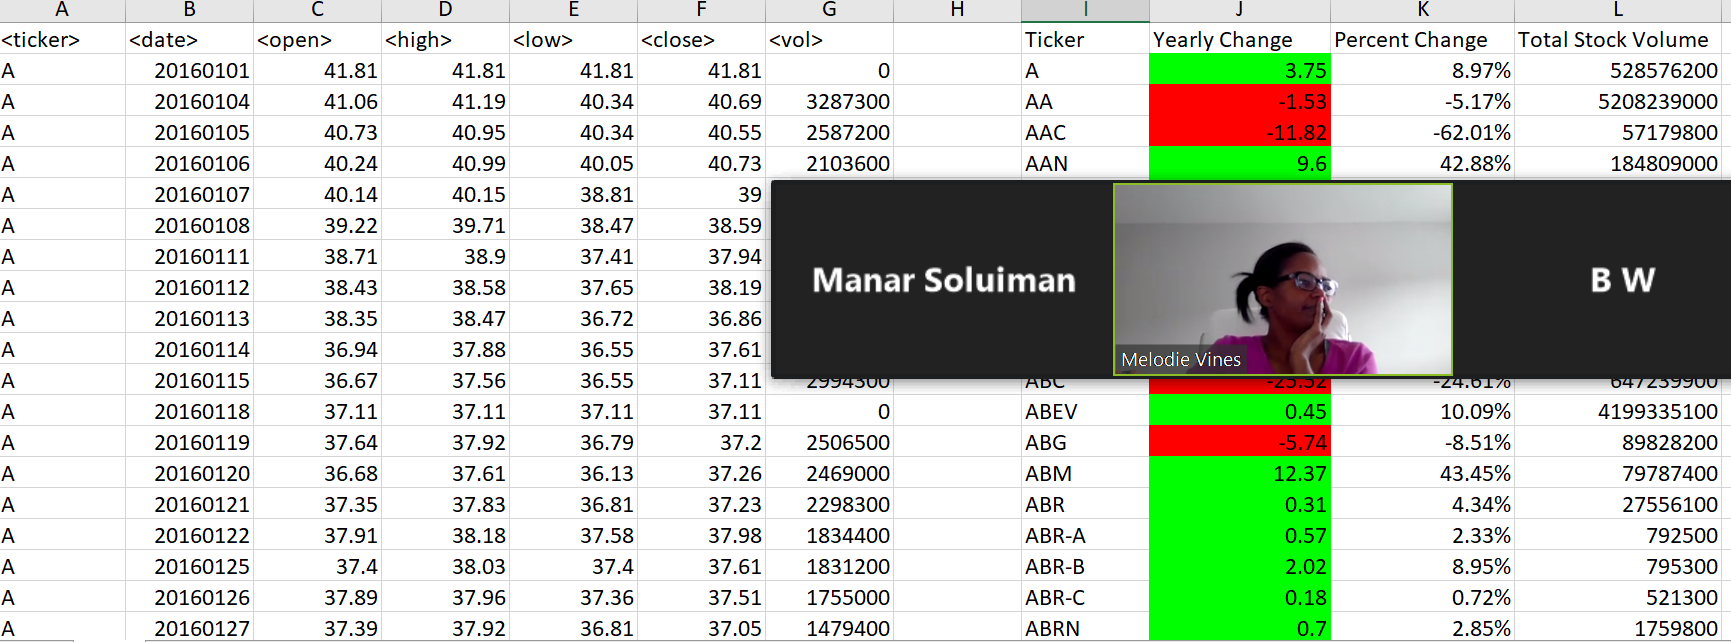 A B C D E F G H I J K L
<ticker> <date> <open> <high> <low> <close> <vol> Ticker Yearly Change Percent Change Total Stock Volume
A 20160101 41.81 41.81 41.81 41.81 0 A 3.75 8.97% 528576200
A 20160104 41.06 41.19 40.34 40.69 3287300 AA -1.53 -5.17% 5208239000
A 20160105 40.73 40.95 40.34 40.55 2587200 AAC -11.82 -62.01% 57179800
A 20160106 40.24 40.99 40.05 40.73 2103600 AAN 9.6 42.88% 184809000
A 20160107 40.14 40.15 38.81 39
A 20160108 39.22 39.71 38.47 38.59
A 20160111 38.71 38.9 37.41 37.94
A 20160112 38.43 38.58 37.65 38.19
Manar Soluiman B W
A 20160113 38.35 38.47 36.72 36.86
A 20160114 36.94 37.88 36.55 37.61
Melodie Vines
A 20160115 36.67 37.56 36.55 37.11 2994300 ABC -25.52 -24.61% 647239900
A 20160118 37.11 37.11 37.11 37.11 0 ABEV 0.45 10.09% 4199335100
A 20160119 37.64 37.92 36.79 37.2 2506500 ABG -5.74 -8.51% 89828200
A 20160120 36.68 37.61 36.13 37.26 2469000 ABM 12.37 43.45% 79787400
A 20160121 37.35 37.83 36.81 37.23 2298300 ABR 0.31 4.34% 27556100
A 20160122 37.91 38.18 37.58 37.98 1834400 ABR-A 0.57 2.33% 792500
A 20160125 37.4 38.03 37.4 37.61 1831200 ABR-B 2.02 8.95% 795300
A 20160126 37.89 37.96 37.36 37.51 1755000 ABR-C 0.18 0.72% 521300
A 20160127 37.39 37.92 36.81 37.05 1479400 ABRN 0.7 2.85% 1759800